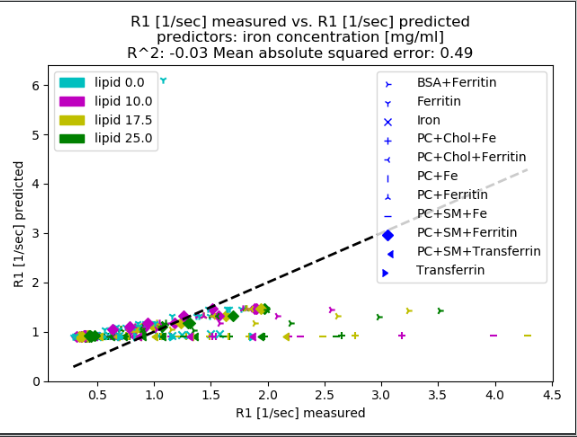 R1 [1/sec] measured vs. R1 [1/sec] predicted
predictors: iron concentration [mg/ml]
R^2: -0.03 Mean absolute squared error: 0.49
lipid 0.0
lipid 10.0
lipid 17.5
lipid 25.0
BSA+Ferritin
Ferritin
Iron
PC+Chol+Fe
PC+Chol+Ferritin
PC+Fe
PC+Ferritin
PC+SM+Fe
PC+SM+Ferritin
PC+SM+Transferrin
Transferrin
R1 [1/sec] predicted
6
5
4
3
2
1
0
0.5 1.0 1.5 2.0 2.5 3.0 3.5 4.0 4.5
R1 [1/sec] measured